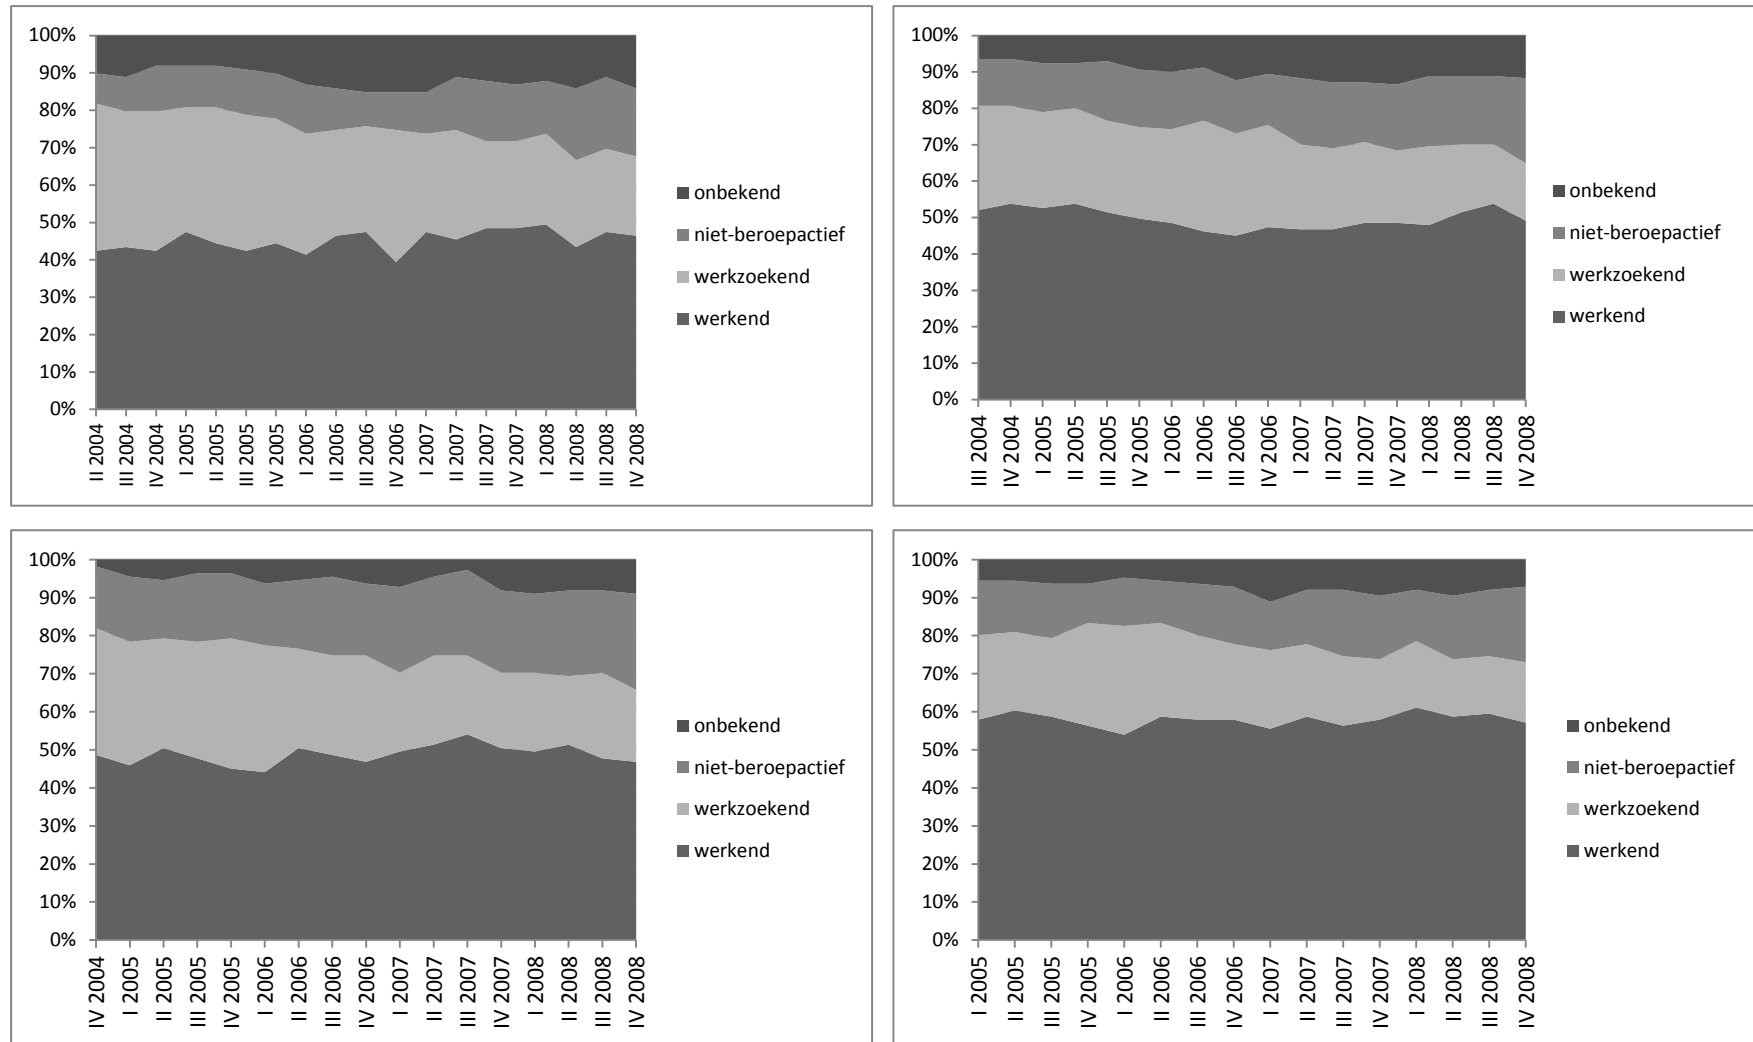 100%
90%
80%
70%
60%
50%
40%
30%
20%
10%
0%
II 2004
III 2004
IV 2004
I 2005
II 2005
III 2005
IV 2005
I 2006
II 2006
III 2006
IV 2006
I 2007
II 2007
III 2007
IV 2007
I 2008
II 2008
III 2008
IV 2008
onbekend
niet-beroepactief
werkzoekend
werkend
100%
90%
80%
70%
60%
50%
40%
30%
20%
10%
0%
III 2004
IV 2004
I 2005
II 2005
III 2005
IV 2005
I 2006
II 2006
III 2006
IV 2006
I 2007
II 2007
III 2007
IV 2007
I 2008
II 2008
III 2008
IV 2008
onbekend
niet-beroepactief
werkzoekend
werkend
100%
90%
80%
70%
60%
50%
40%
30%
20%
10%
0%
IV 2004
I 2005
II 2005
III 2005
IV 2005
I 2006
II 2006
III 2006
IV 2006
I 2007
II 2007
III 2007
IV 2007
I 2008
II 2008
III 2008
IV 2008
onbekend
niet-beroepactief
werkzoekend
werkend
100%
90%
80%
70%
60%
50%
40%
30%
20%
10%
0%
I 2005
II 2005
III 2005
IV 2005
I 2006
II 2006
III 2006
IV 2006
I 2007
II 2007
III 2007
IV 2007
I 2008
II 2008
III 2008
IV 2008
onbekend
niet-beroepactief
werkzoekend
werkend